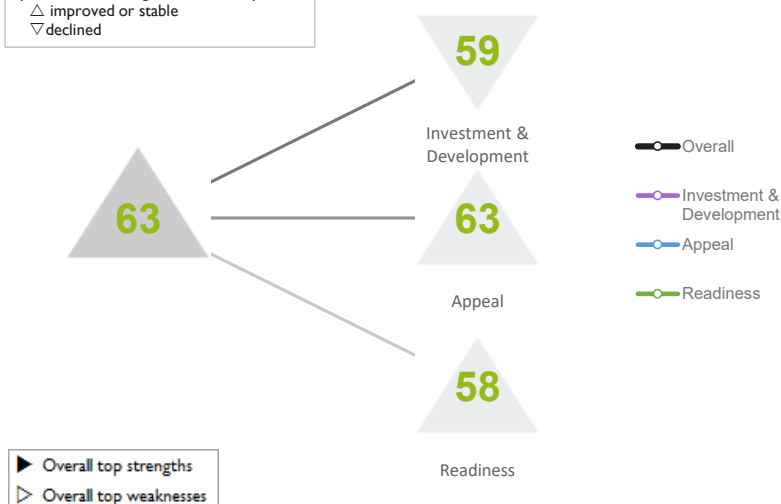 △ improved or stable
▽ declined
59
Investment &
Development
63
63
Appeal
58
Readiness
Overall
Investment &
Development
Appeal
Readiness
▶ Overall top strengths
▷ Overall top weaknesses